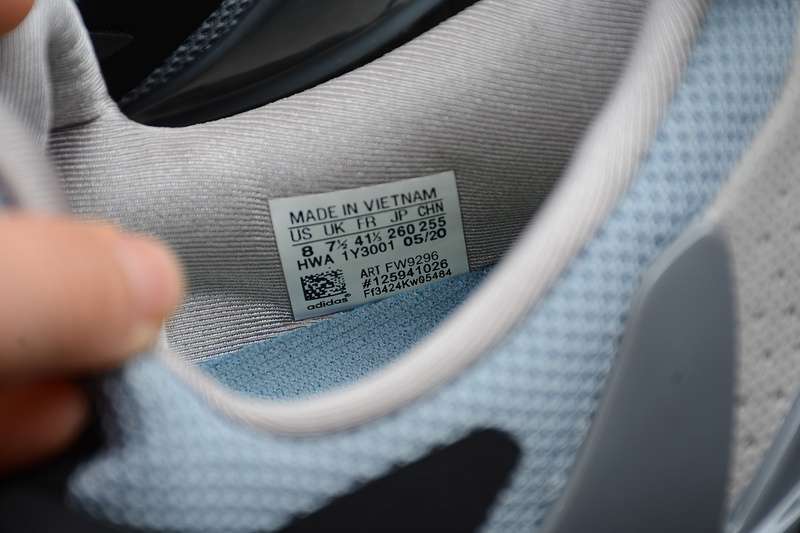 MADE IN VIETNAM
US UK FR JP CHN
8 7½ 41⅓ 260 255
HWA 1Y3001 05/20
ART FW9296
#125941026
Ff3424Kw05484
adidas